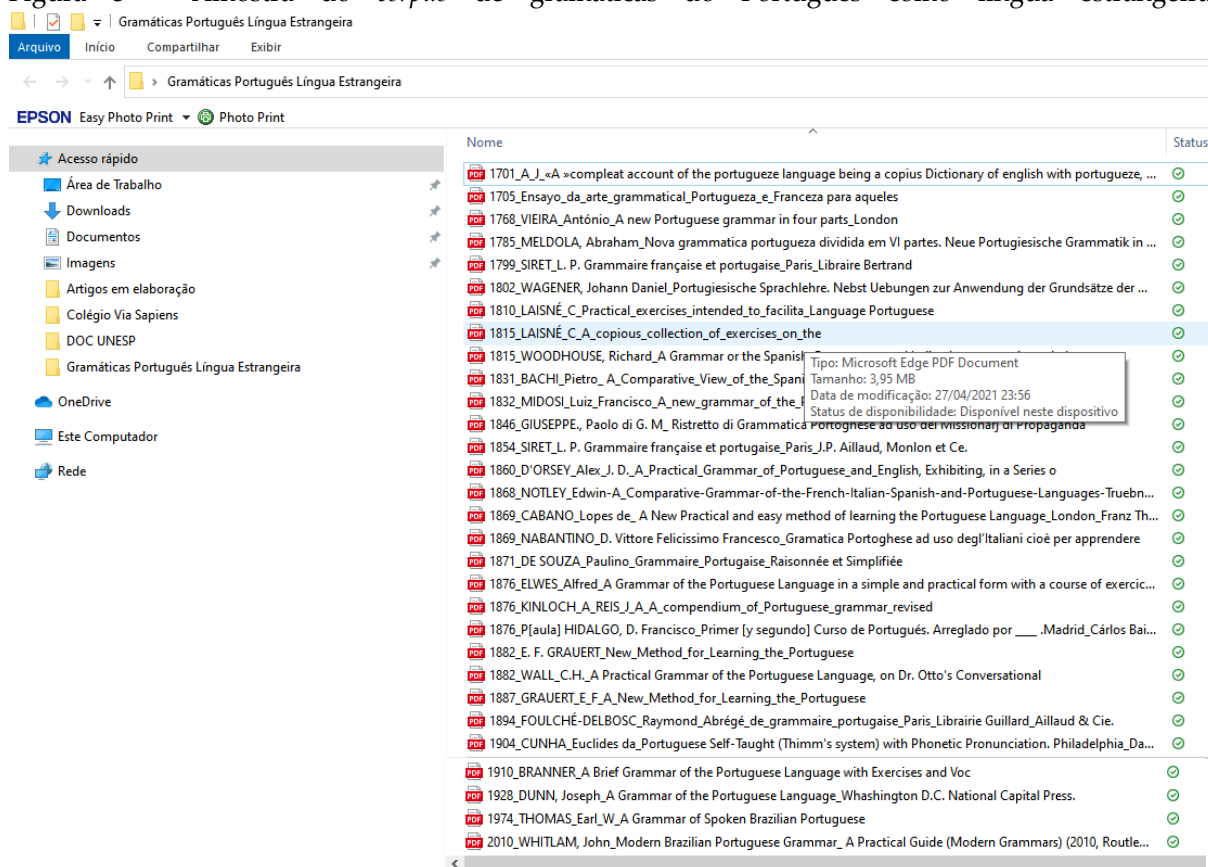 Gramáticas Português Língua Estrangeira
Arquivo Início Compartilhar Exibir
Gramáticas Português Língua Estrangeira
EPSON Easy Photo Print Photo Print
Nome Status
Acesso rápido
Área de Trabalho
Downloads
Documentos
Imagens
Artigos em elaboração
Colégio Via Sapiens
DOC UNESP
Gramáticas Português Língua Estrangeira
OneDrive
Este Computador
Rede
1701_A_J_«A »compleat account of the portugueze language being a copius Dictionary of english with portugueze, ...
1705_Ensayo_da_arte_grammatical_Portugueza_e_Franceza para aqueles
1768_VIEIRA_António_A new Portuguese grammar in four parts_London
1785_MELDOLA, Abraham_Nova grammatica portugueza dividida em VI partes. Neue Portugiesische Grammatik in ...
1799_SIRET_L. P. Grammaire française et portugaise_Paris_Libraire Bertrand
1802_WAGENER, Johann Daniel_Portugiesische Sprachlehre. Nebst Uebungen zur Anwendung der Grundsätze der ...
1810_LAISNÉ_C_Practical_exercises_intended_to_facilita_Language Portuguese
1815_LAISNÉ_C_A_copious_collection_of_exercises_on_the
1815_WOODHOUSE, Richard_A Grammar or the Spanish
Tipo: Microsoft Edge PDF Document
Tamanho: 3,95 MB
Data de modificação: 27/04/2021 23:56
Status de disponibilidade: Disponível neste dispositivo
1831_BACHI_Pietro_ A_Comparative_View_of_the_Spani
1832_MIDOSI_Luiz_Francisco_A_new_grammar_of_the_
1846_GIUSEPPE., Paolo di G. M_ Ristretto di Grammatica Portoghese ad uso dei Missionarj di Propaganda
1854_SIRET_L. P. Grammaire française et portugaise_Paris_J.P. Aillaud, Monlon et Ce.
1860_D'ORSEY_Alex_J. D._A_Practical_Grammar_of_Portuguese_and_English, Exhibiting, in a Series o
1868_NOTLEY_Edwin-A_Comparative-Grammar-of-the-French-Italian-Spanish-and-Portuguese-Languages-Truebn...
1869_CABANO_Lopes de_ A New Practical and easy method of learning the Portuguese Language_London_Franz Th...
1869_NABANTINO_D. Vittore Felicissimo Francesco_Gramatica Portoghese ad uso degl'Italiani cioè per apprendere
1871_DE SOUZA_Paulino_Grammaire_Portugaise_Raisonnée et Simplifiée
1876_ELWES_Alfred_A Grammar of the Portuguese Language in a simple and practical form with a course of exercic...
1876_KINLOCH_A_REIS_J_A_A_compendium_of_Portuguese_grammar_revised
1876_P[aula] HIDALGO, D. Francisco_Primer [y segundo] Curso de Portugués. Arreglado por ___ .Madrid_Cárlos Bai...
1882_E. F. GRAUERT_New_Method_for_Learning_the_Portuguese
1882_WALL_C.H._A Practical Grammar of the Portuguese Language, on Dr. Otto's Conversational
1887_GRAUERT_E_F_A_New_Method_for_Learning_the_Portuguese
1894_FOULCHÉ-DELBOSC_Raymond_Abrégé_de_grammaire_portugaise_Paris_Librairie Guillard_Aillaud & Cie.
1904_CUNHA_Euclides da_Portuguese Self-Taught (Thimm's system) with Phonetic Pronunciation. Philadelphia_Da...
1910_BRANNER_A Brief Grammar of the Portuguese Language with Exercises and Voc
1928_DUNN, Joseph_A Grammar of the Portuguese Language_Whashington D.C. National Capital Press.
1974_THOMAS_Earl_W_A Grammar of Spoken Brazilian Portuguese
2010_WHITLAM, John_Modern Brazilian Portuguese Grammar_ A Practical Guide (Modern Grammars) (2010, Routle...